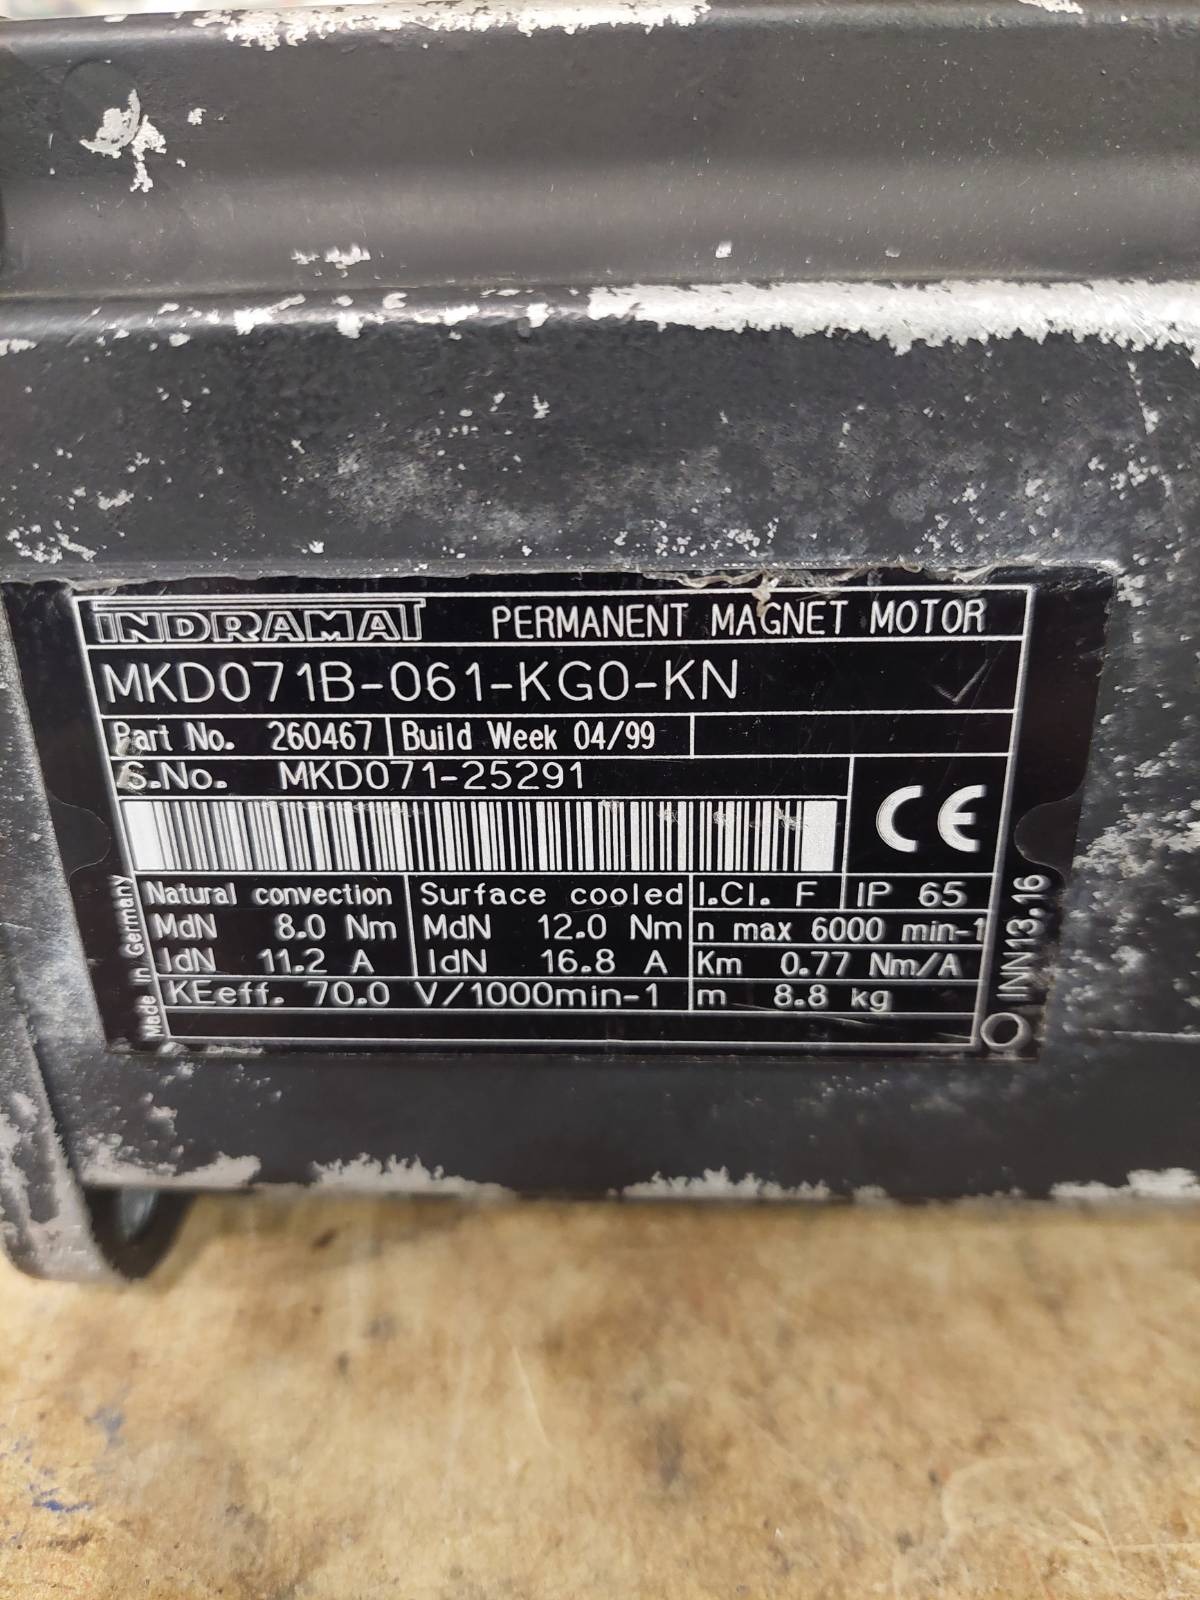 INDRAMAT PERMANENT MAGNET MOTOR
MKD071B-061-KG0-KN
Part No. 260467 Build Week 04/99
S.No. MKD071-25291
CE
Natural convection Surface cooled I.Cl. F IP 65
MdN 8.0 Nm MdN 12.0 Nm n max 6000 min-1
IdN 11.2 A IdN 16.8 A Km 0.77 Nm/A
KEeff. 70.0 V/1000min-1 m 8.8 kg
Made in Germany
INN13.16